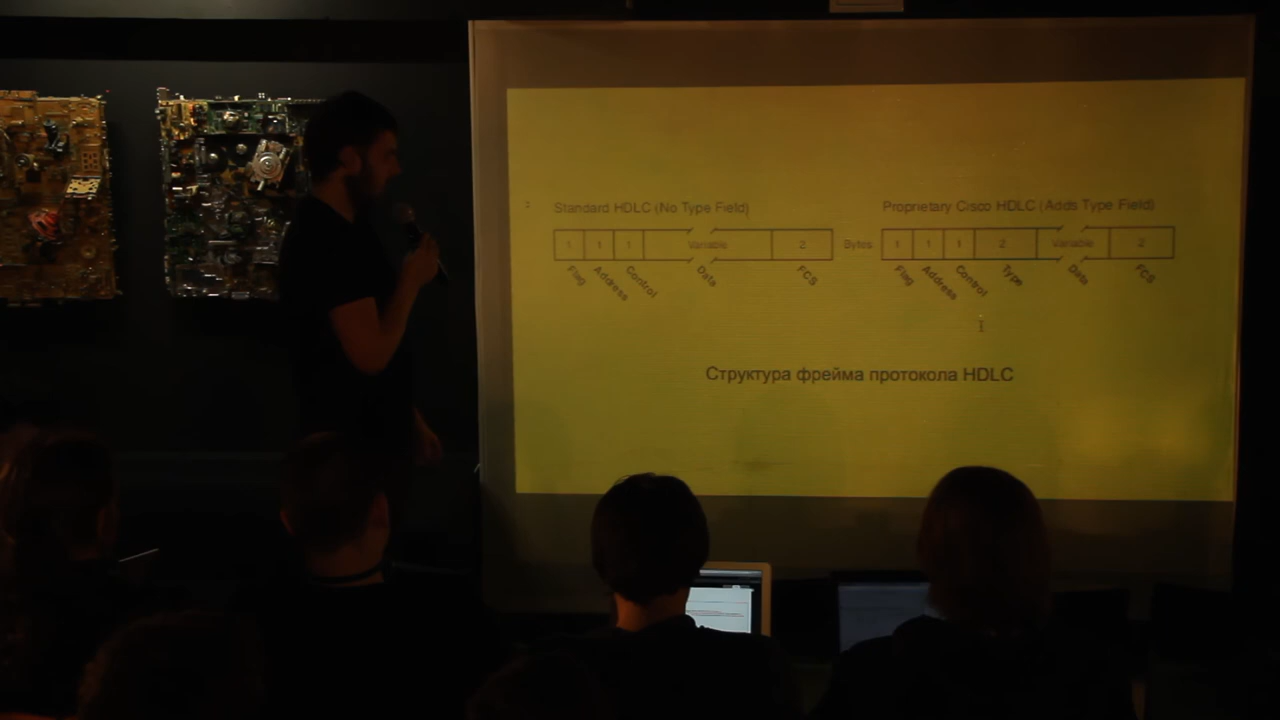 Standard HDLC (No Type Field)
1 1 1 Variable 2
Flag Address Control Data FCS
Bytes
Proprietary Cisco HDLC (Adds Type Field)
1 1 1 2 Variable 2
Flag Address Control Type Data FCS
Структура фрейма протокола HDLC